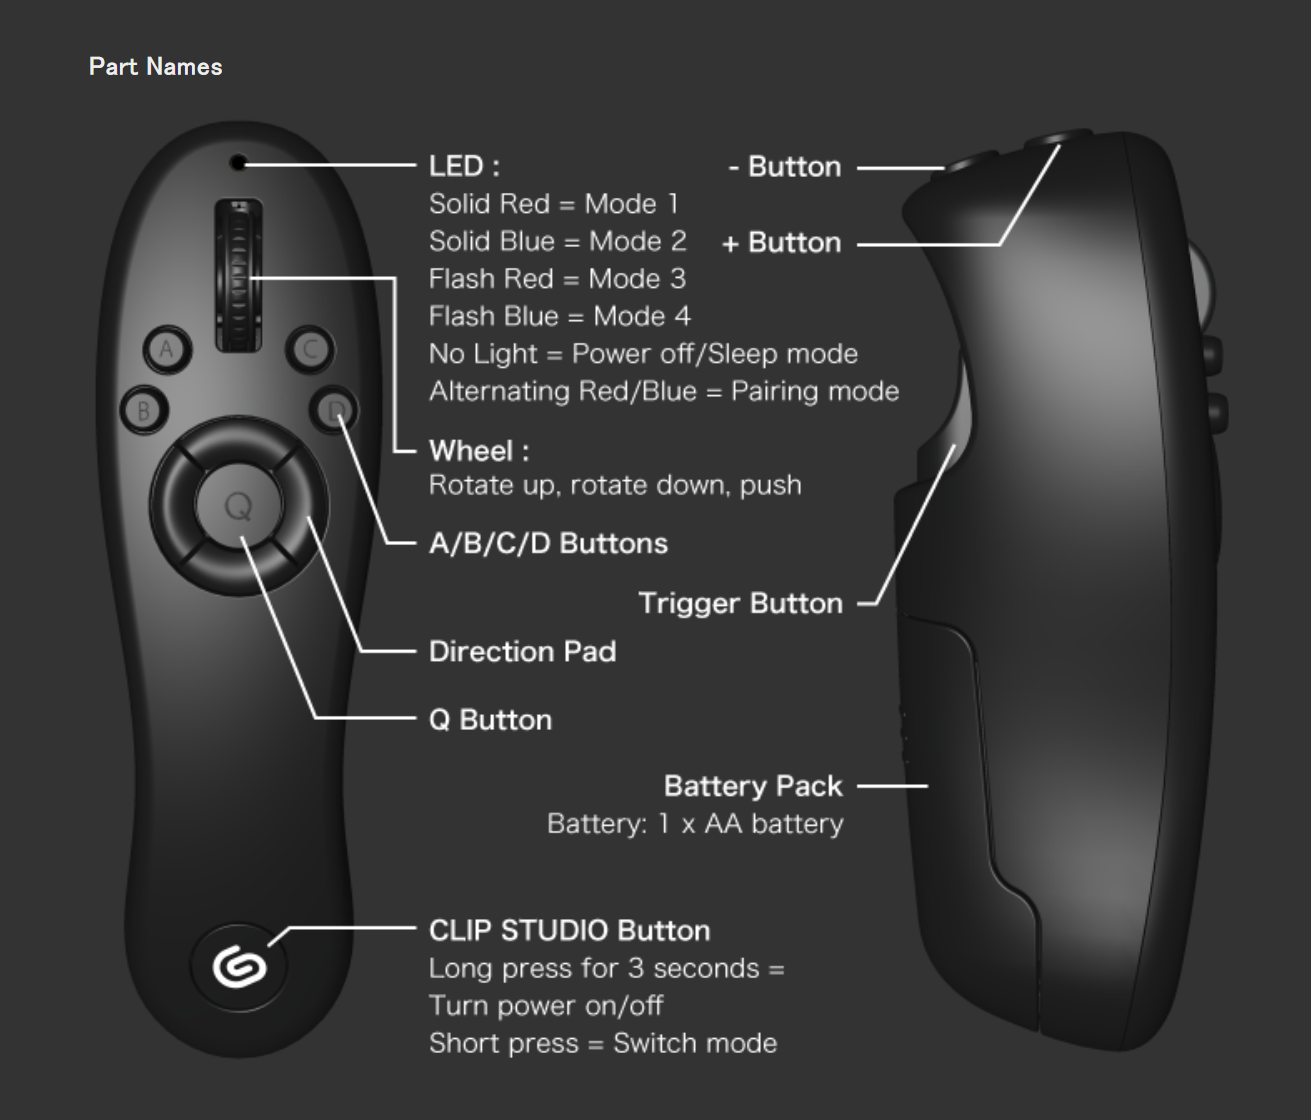 Part Names
LED :
Solid Red = Mode 1
Solid Blue = Mode 2
Flash Red = Mode 3
Flash Blue = Mode 4
No Light = Power off/Sleep mode
Alternating Red/Blue = Pairing mode
- Button
+ Button
A
C
B
D
Wheel :
Rotate up, rotate down, push
Q
A/B/C/D Buttons
Trigger Button
Direction Pad
Q Button
Battery Pack
Battery: 1 x AA battery
CLIP STUDIO Button
Long press for 3 seconds =
Turn power on/off
Short press = Switch mode